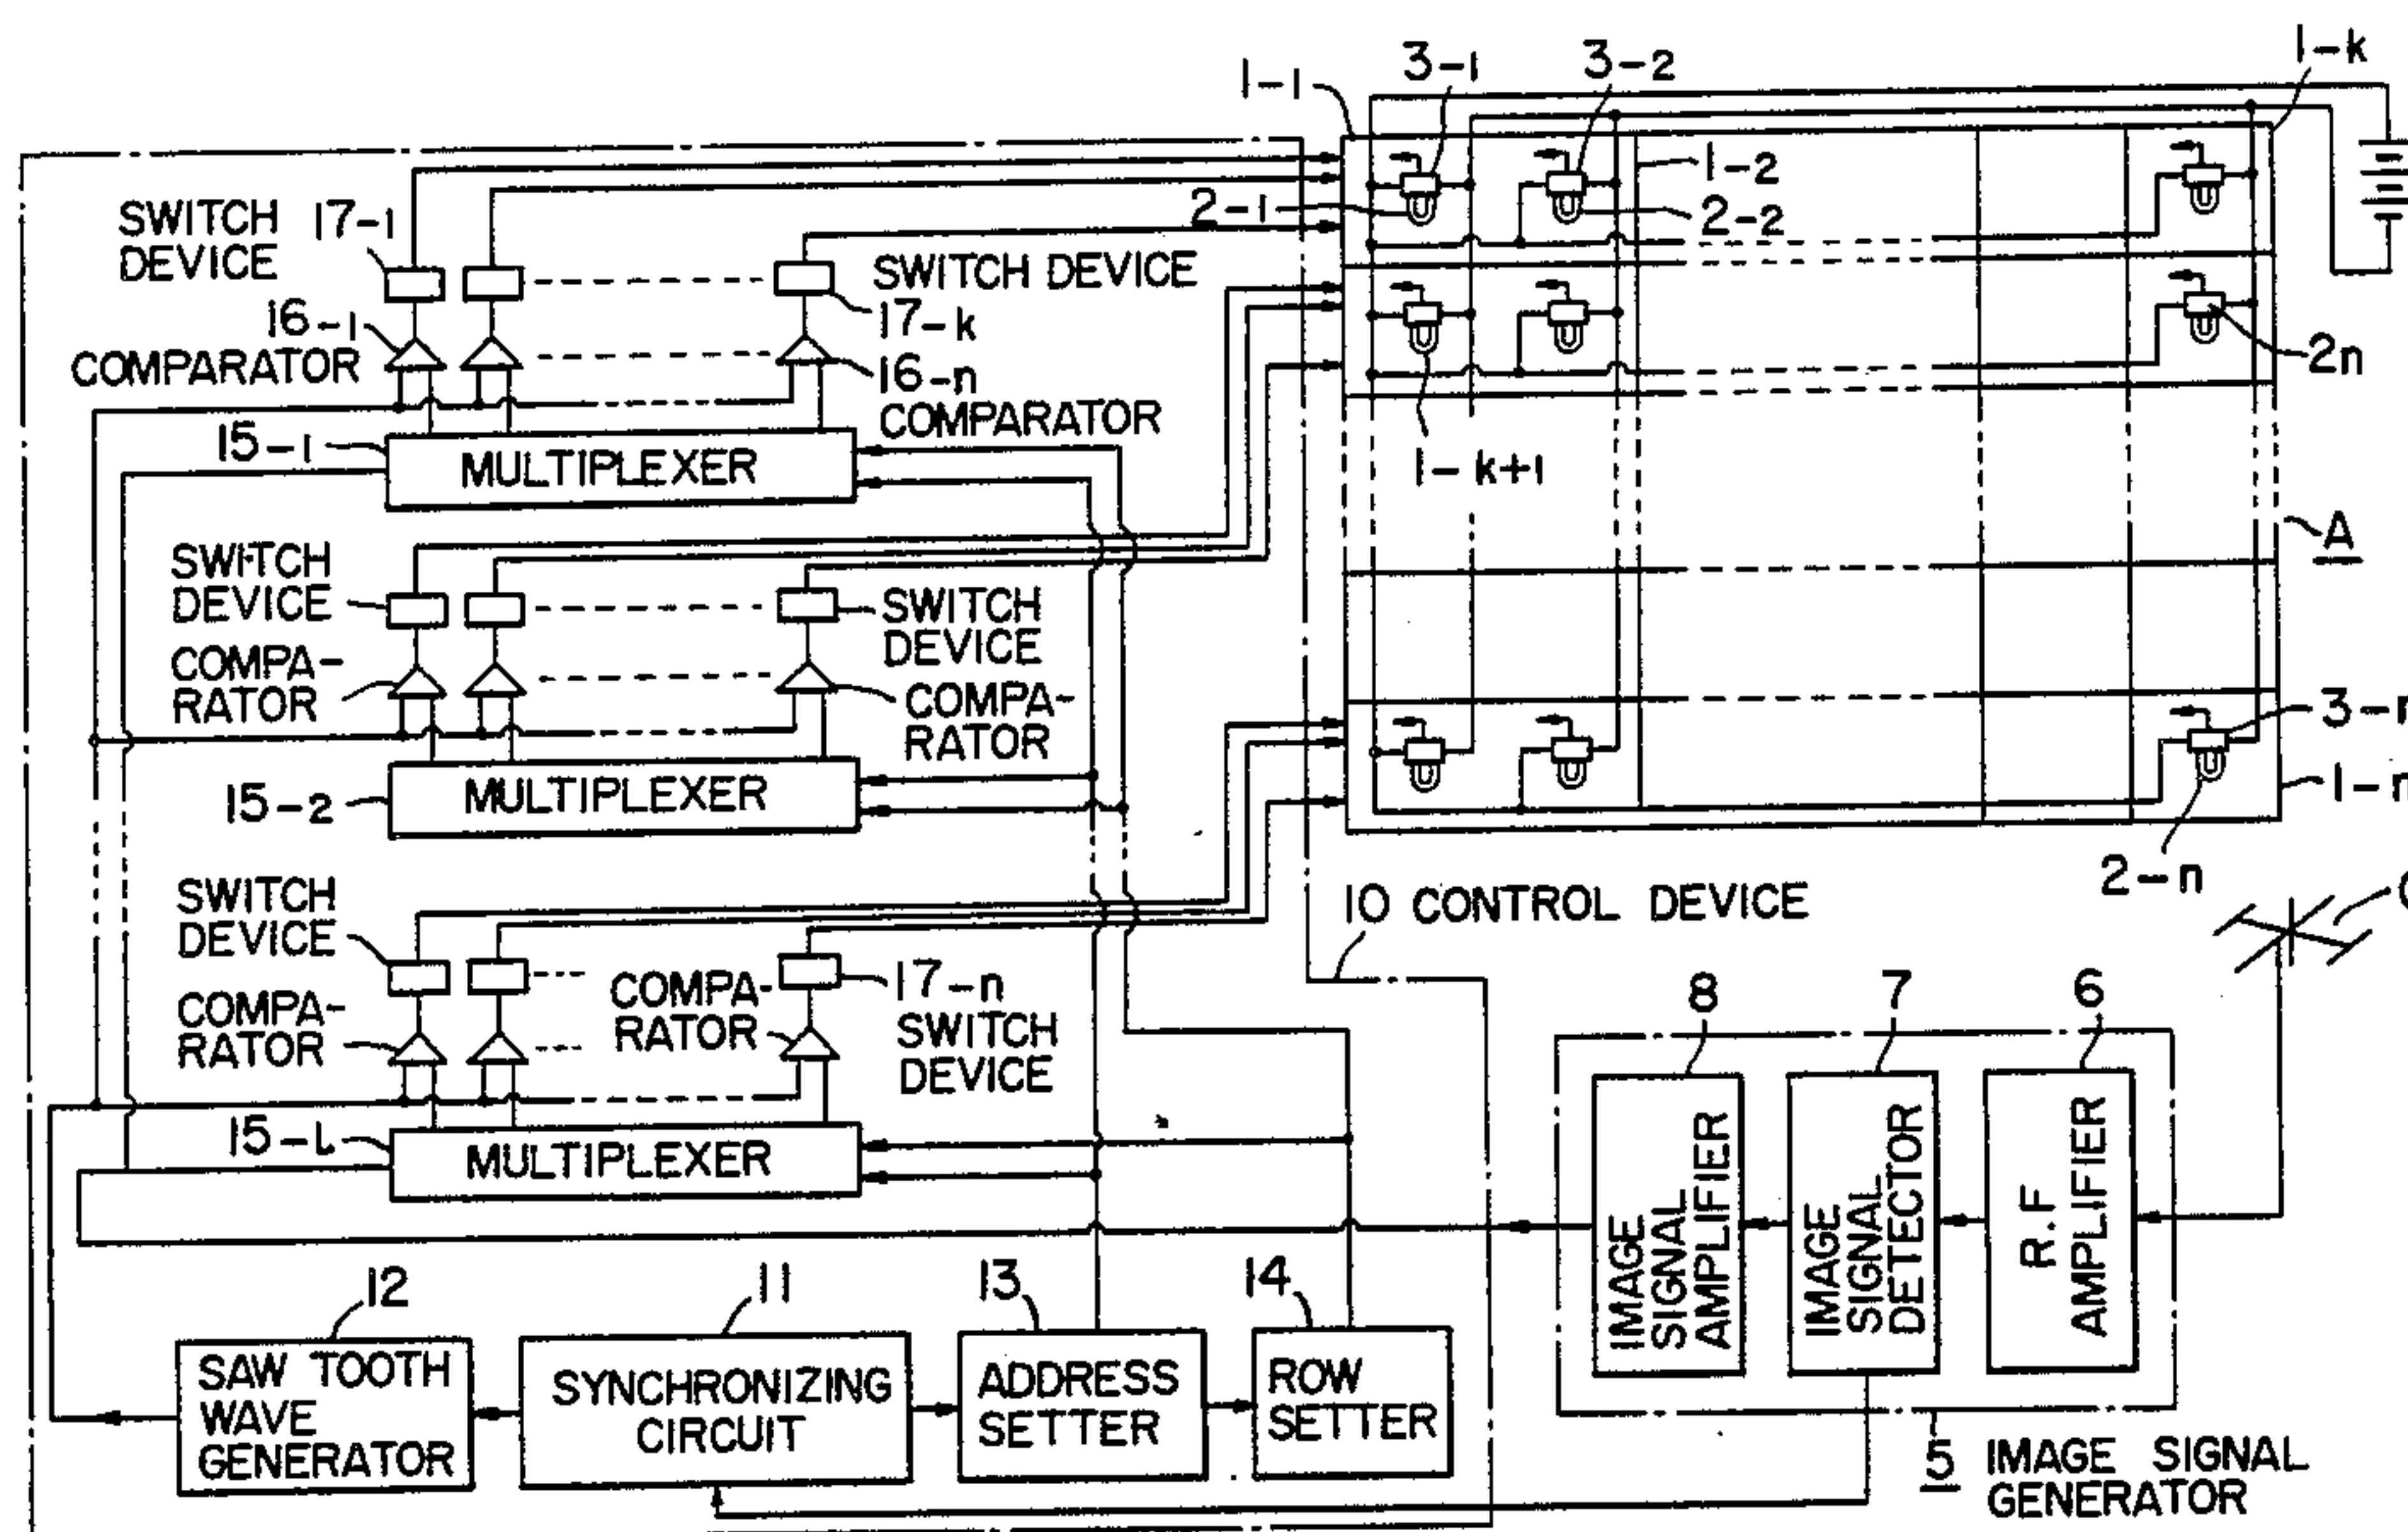 3-1
3-2
1-k
1-1
1-2
2-1
2-2
SWITCH
DEVICE
17-1
SWITCH DEVICE
17-k
16-1
COMPARATOR
16-n
COMPARATOR
2n
15-1
MULTIPLEXER
1-k+1
A
SWITCH
DEVICE
SWITCH
DEVICE
COMPA-
RATOR
COMPA-
RATOR
3-n
1-n
15-2
MULTIPLEXER
2-n
SWITCH
DEVICE
10 CONTROL DEVICE
COMPA-
RATOR
COMPA-
RATOR
17-n
SWITCH
DEVICE
8
7
6
15-l
MULTIPLEXER
IMAGE
SIGNAL
AMPLIFIER
IMAGE
SIGNAL
DETECTOR
R.F
AMPLIFIER
12
11
13
14
SAW TOOTH
WAVE
GENERATOR
SYNCHRONIZING
CIRCUIT
ADDRESS
SETTER
ROW
SETTER
5 IMAGE SIGNAL
GENERATOR